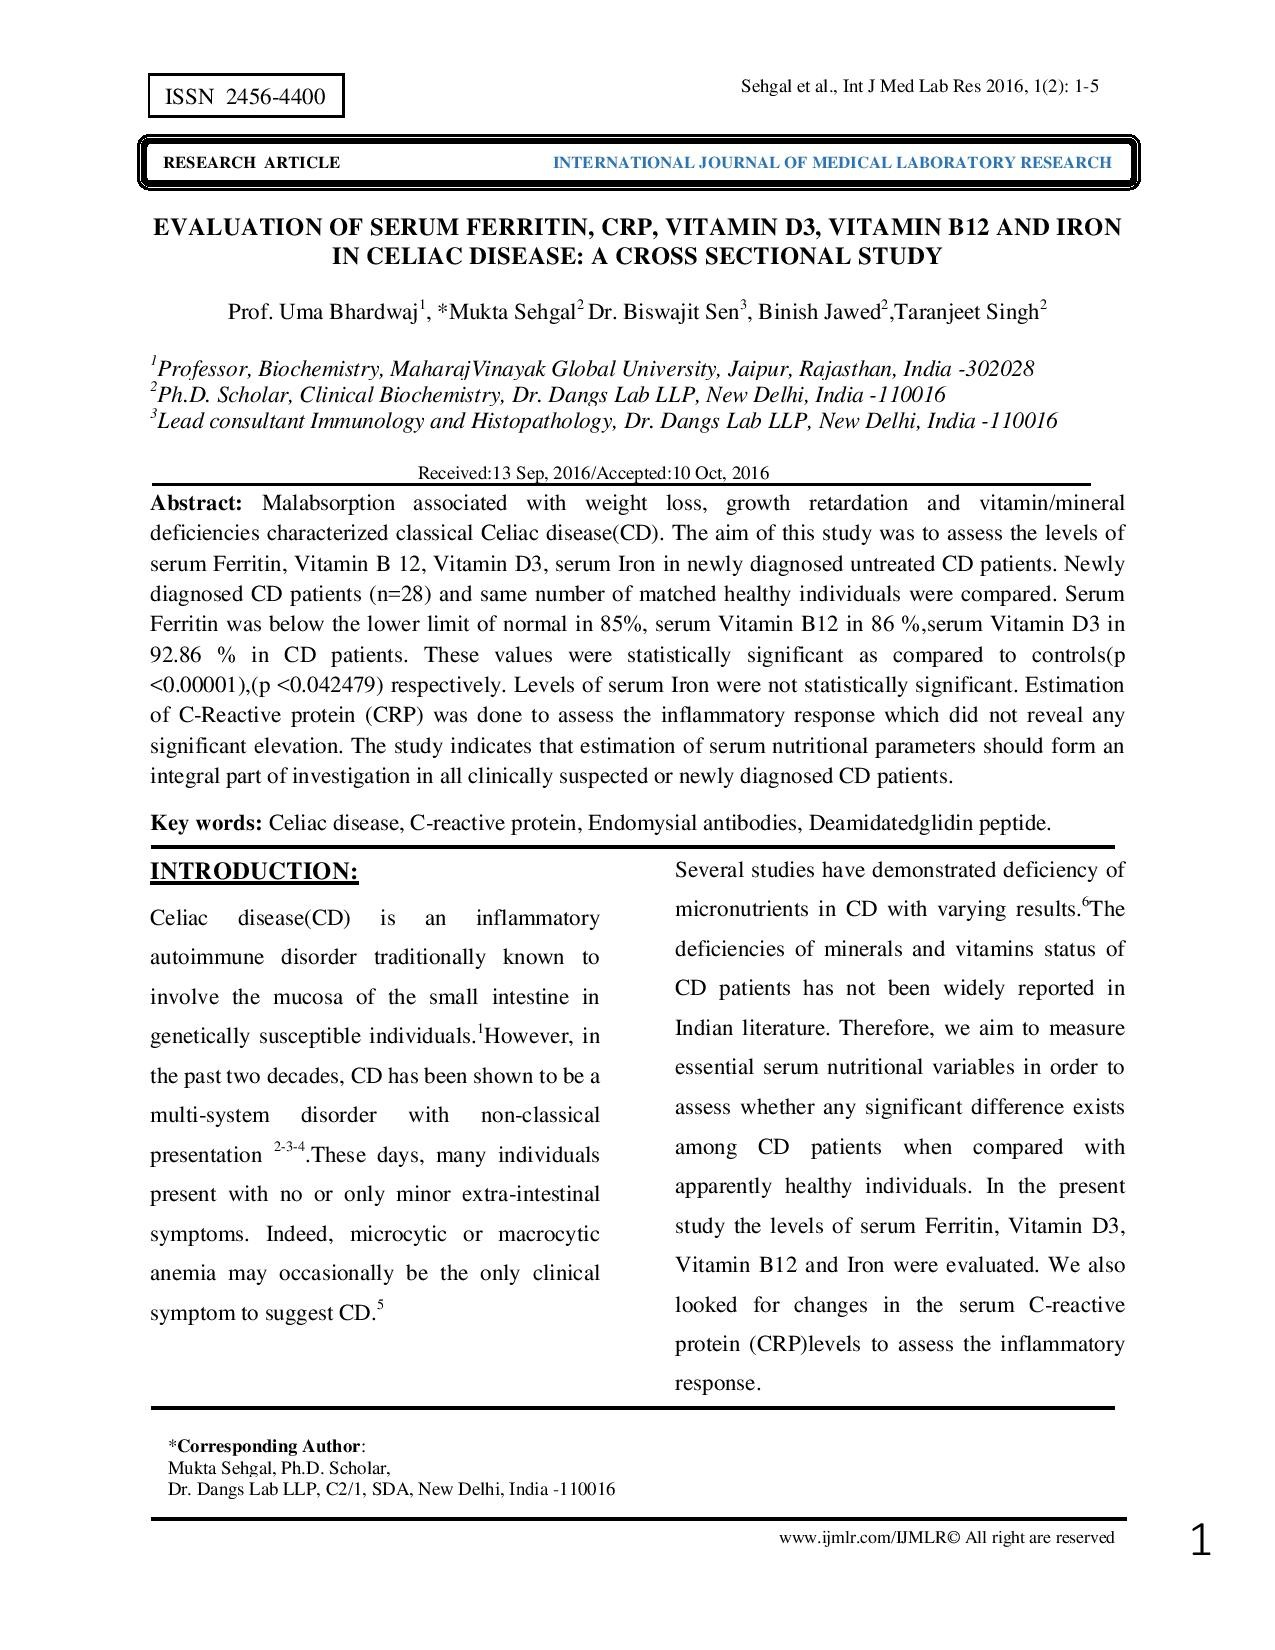 ISSN 2456-4400
Sehgal et al., Int J Med Lab Res 2016, 1(2): 1-5
RESEARCH ARTICLE
INTERNATIONAL JOURNAL OF MEDICAL LABORATORY RESEARCH
EVALUATION OF SERUM FERRITIN, CRP, VITAMIN D3, VITAMIN B12 AND IRON
IN CELIAC DISEASE: A CROSS SECTIONAL STUDY
Prof. Uma Bhardwaj1, *Mukta Sehgal2 Dr. Biswajit Sen3, Binish Jawed2,Taranjeet Singh2
1Professor, Biochemistry, MaharajVinayak Global University, Jaipur, Rajasthan, India -302028
2Ph.D. Scholar, Clinical Biochemistry, Dr. Dangs Lab LLP, New Delhi, India -110016
3Lead consultant Immunology and Histopathology, Dr. Dangs Lab LLP, New Delhi, India -110016
Received:13 Sep, 2016/Accepted:10 Oct, 2016
Abstract: Malabsorption associated with weight loss, growth retardation and vitamin/mineral
deficiencies characterized classical Celiac disease(CD). The aim of this study was to assess the levels of
serum Ferritin, Vitamin B 12, Vitamin D3, serum Iron in newly diagnosed untreated CD patients. Newly
diagnosed CD patients (n=28) and same number of matched healthy individuals were compared. Serum
Ferritin was below the lower limit of normal in 85%, serum Vitamin B12 in 86 %,serum Vitamin D3 in
92.86 % in CD patients. These values were statistically significant as compared to controls(p
<0.00001),(p <0.042479) respectively. Levels of serum Iron were not statistically significant. Estimation
of C-Reactive protein (CRP) was done to assess the inflammatory response which did not reveal any
significant elevation. The study indicates that estimation of serum nutritional parameters should form an
integral part of investigation in all clinically suspected or newly diagnosed CD patients.
Key words: Celiac disease, C-reactive protein, Endomysial antibodies, Deamidatedglidin peptide.
INTRODUCTION:
Celiac disease(CD) is an inflammatory
autoimmune disorder traditionally known to
involve the mucosa of the small intestine in
genetically susceptible individuals.1However, in
the past two decades, CD has been shown to be a
multi-system disorder with non-classical
presentation 2-3-4.These days, many individuals
present with no or only minor extra-intestinal
symptoms. Indeed, microcytic or macrocytic
anemia may occasionally be the only clinical
symptom to suggest CD.5
Several studies have demonstrated deficiency of
micronutrients in CD with varying results.6The
deficiencies of minerals and vitamins status of
CD patients has not been widely reported in
Indian literature. Therefore, we aim to measure
essential serum nutritional variables in order to
assess whether any significant difference exists
among CD patients when compared with
apparently healthy individuals. In the present
study the levels of serum Ferritin, Vitamin D3,
Vitamin B12 and Iron were evaluated. We also
looked for changes in the serum C-reactive
protein (CRP)levels to assess the inflammatory
response.
*Corresponding Author:
Mukta Sehgal, Ph.D. Scholar,
Dr. Dangs Lab LLP, C2/1, SDA, New Delhi, India -110016
www.ijmlr.com/IJMLR© All right are reserved
1